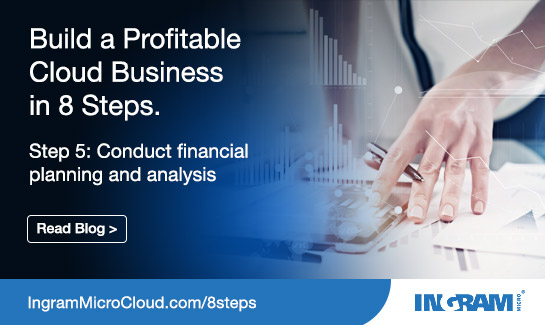 Build a Profitable
Cloud Business
in 8 Steps.
Step 5: Conduct financial
planning and analysis
Read Blog >
IngramMicroCloud.com/8steps
INGRAM
MICRO®